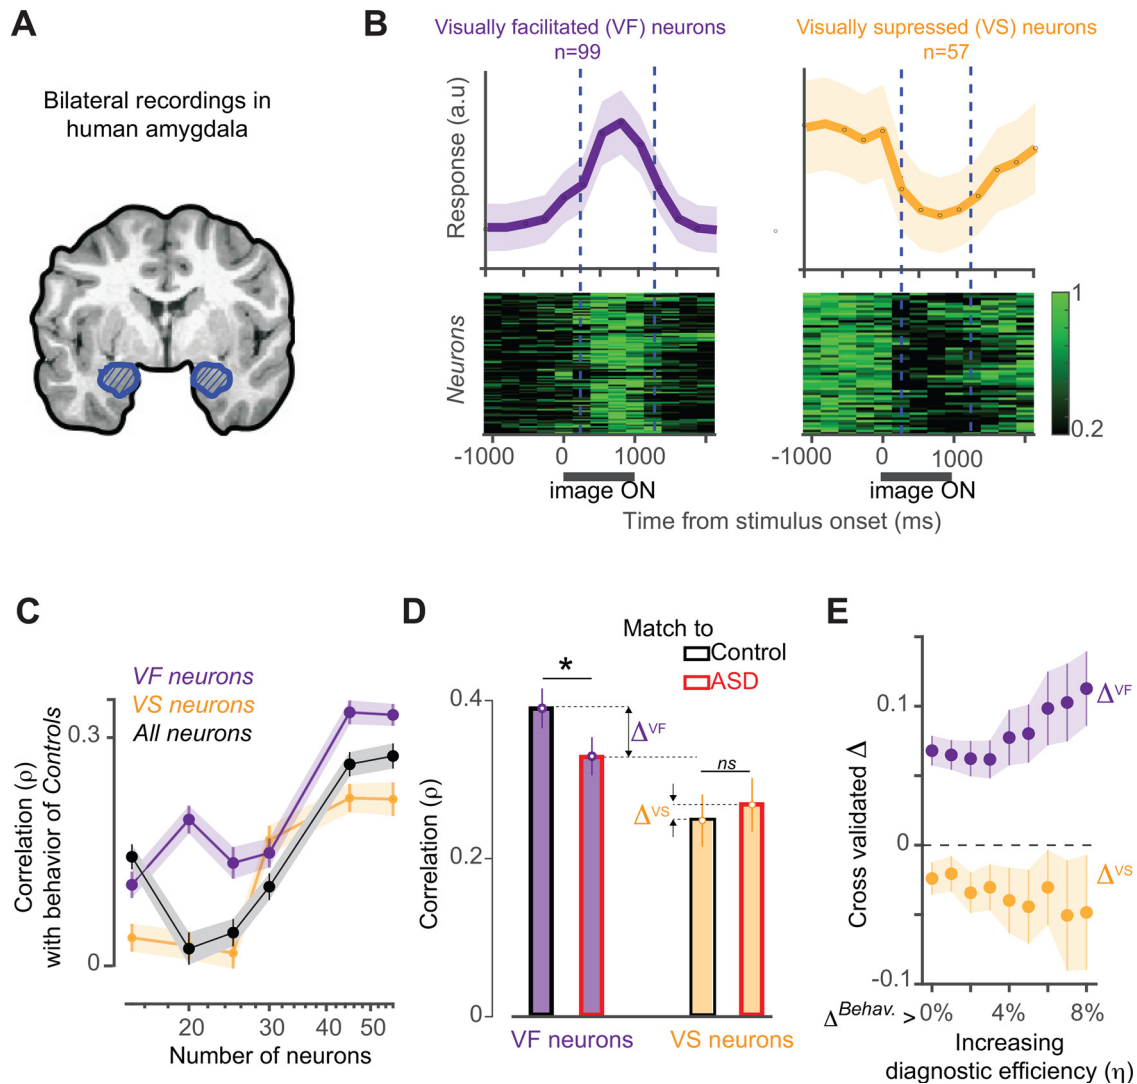 A
Bilateral recordings in
human amygdala
B
Visually facilitated (VF) neurons
n=99
Visually supressed (VS) neurons
n=57
Response (a.u)
Neurons
1
0.2
-1000 0 1000
image ON
0 1000
image ON
Time from stimulus onset (ms)
C
VF neurons
VS neurons
All neurons
Correlation (ρ)
with behavior of Controls
0.3
0
20 30 40 50
Number of neurons
D
Match to
Control
ASD
*
Δ^VF
ns
Δ^VS
Correlation (ρ)
0.4
0.2
0
VF neurons
VS neurons
E
Cross validated Δ
0.1
0
-0.1
Δ^VF
Δ^VS
Δ^Behav. > 0% 4% 8%
Increasing
diagnostic efficiency (η)